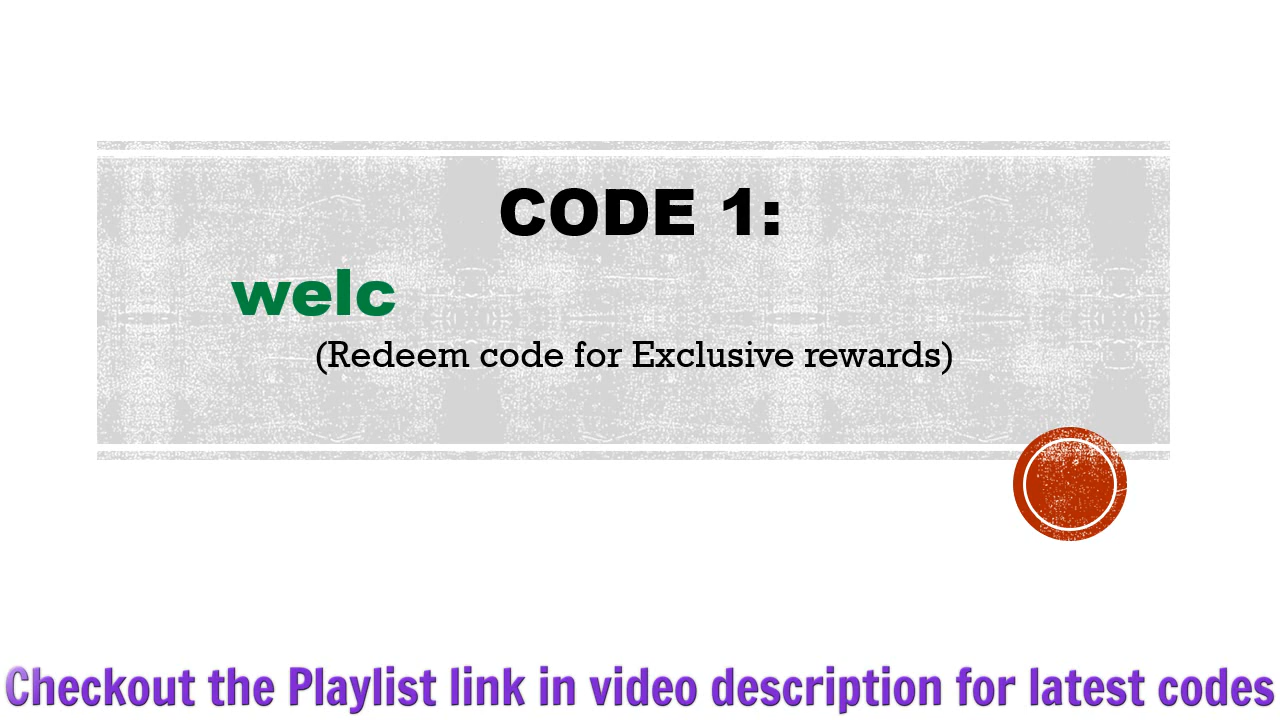 CODE 1:
welc
(Redeem code for Exclusive rewards)
Checkout the Playlist link in video description for latest codes